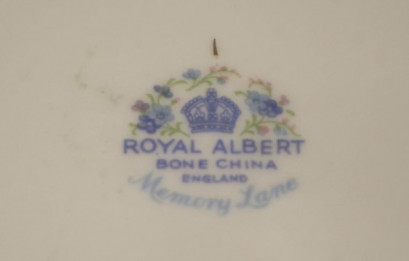 ROYAL ALBERT
BONE CHINA
ENGLAND
Memory Lane